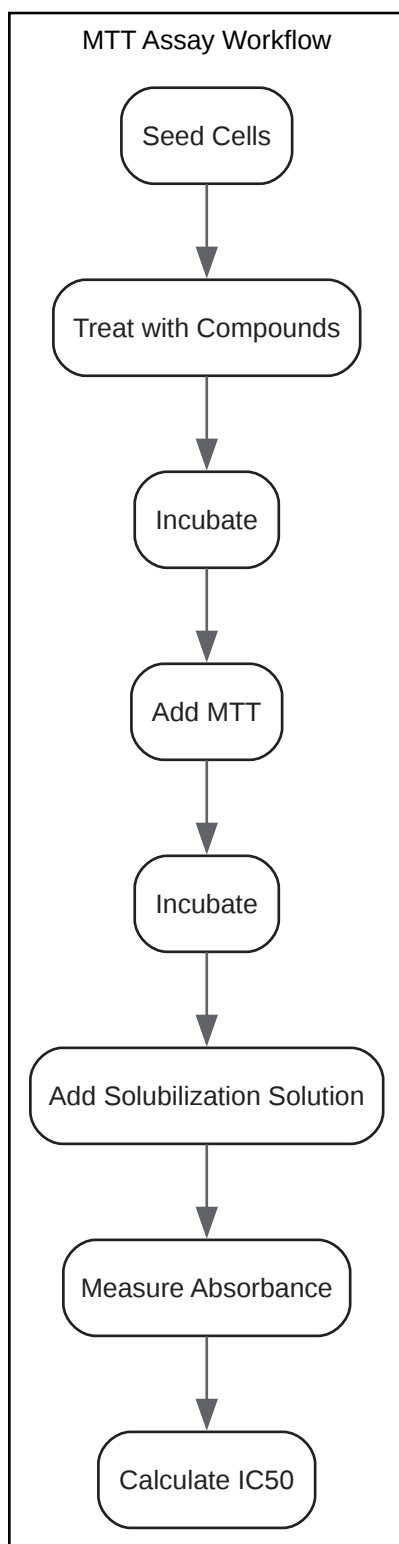 MTT Assay Workflow
Seed Cells
Treat with Compounds
Incubate
Add MTT
Incubate
Add Solubilization Solution
Measure Absorbance
Calculate IC50